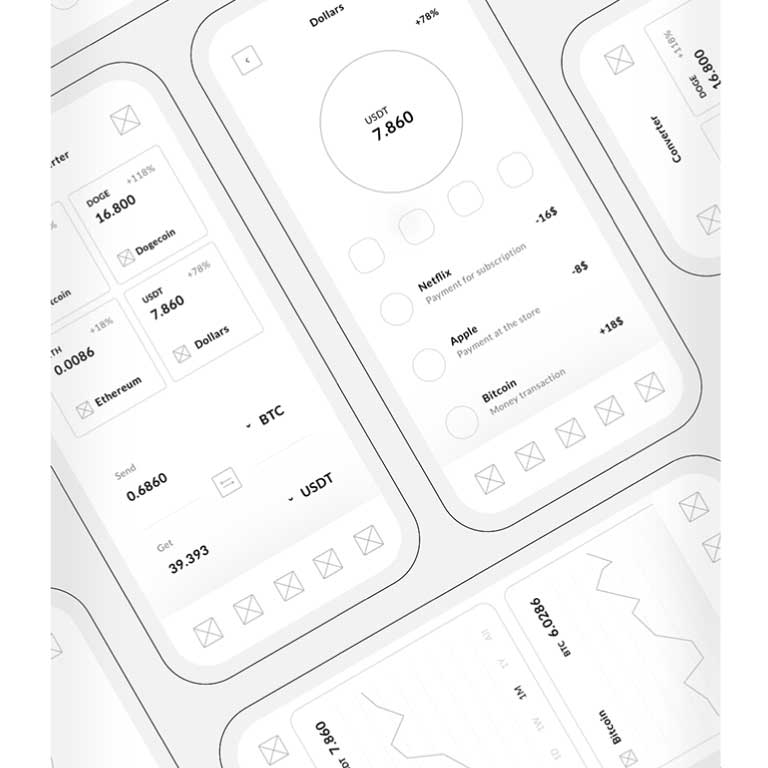 Dollars
+78%
‹
USDT
7.860
Netflix
Payment for subscription
-16$
Apple
Payment at the store
-8$
Bitcoin
Money transaction
+18$
DOGE
+118%
16.800
Dogecoin
USDT
+78%
7.860
Dollars
+18%
0.0086
Ethereum
Send
0.6860
BTC
Get
39.393
USDT
Converter
+118%
DOGE
16.800
7.860
All
1Y
1M
1W
1D
BTC 6.0286
Bitcoin